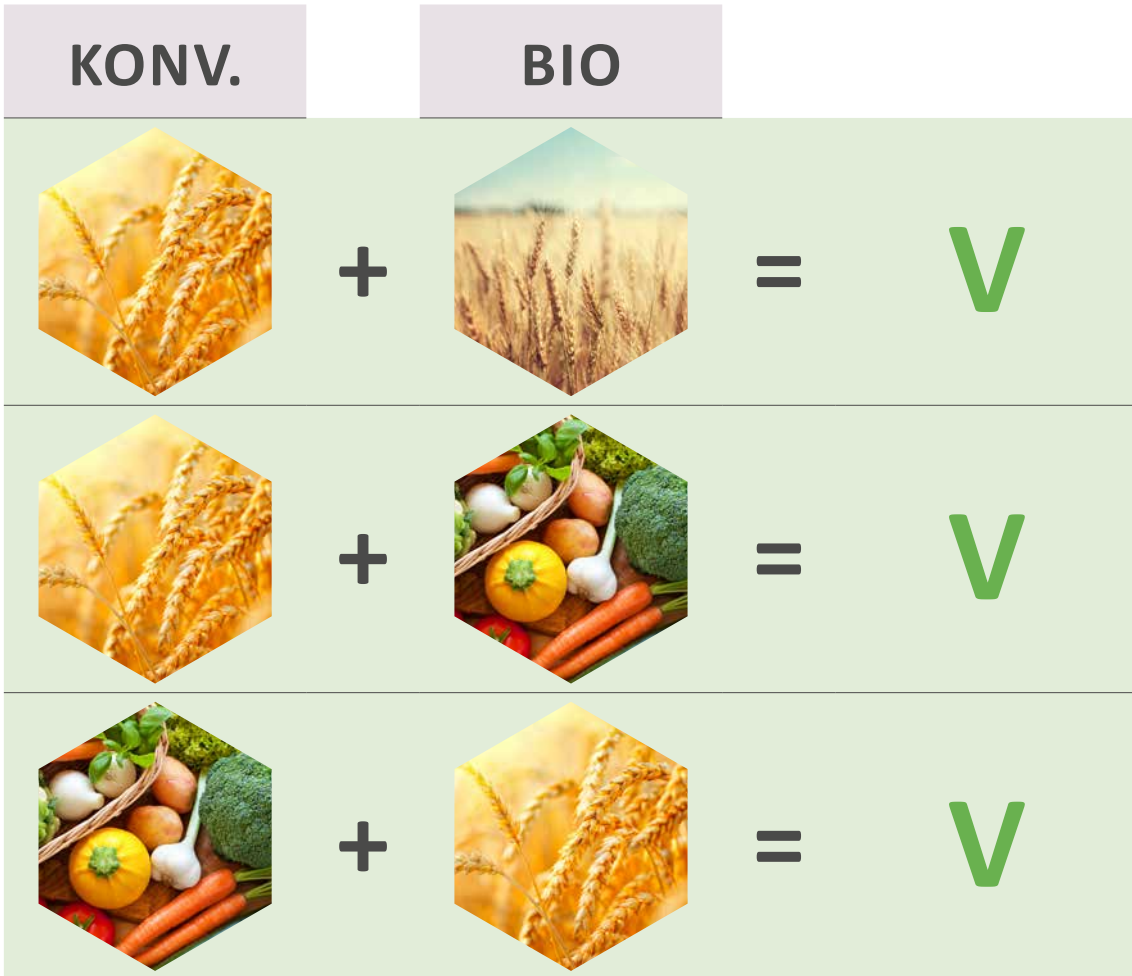 KONV. BIO
+ = V
+ = V
+ = V